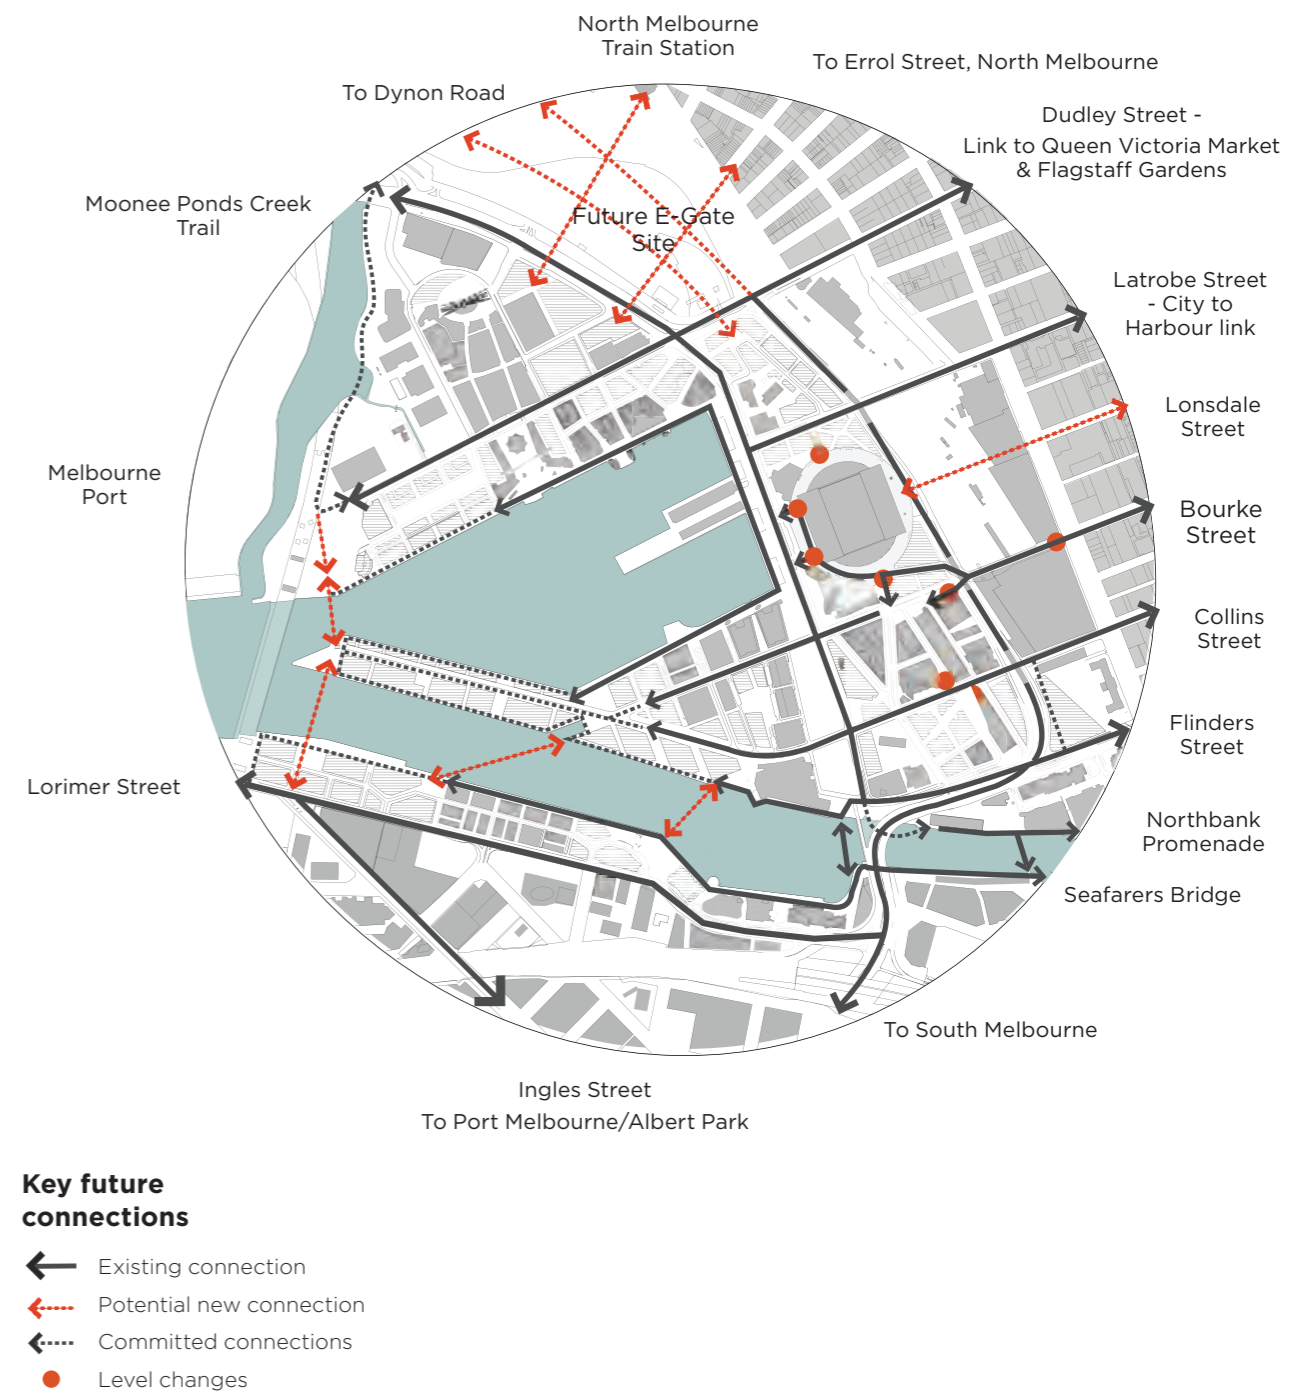 North Melbourne
Train Station
To Errol Street, North Melbourne
To Dynon Road
Dudley Street -
Link to Queen Victoria Market
& Flagstaff Gardens
Moonee Ponds Creek
Trail
Future E-Gate
Site
Latrobe Street
- City to
Harbour link
Lonsdale
Street
Melbourne
Port
Bourke
Street
Collins
Street
Flinders
Street
Lorimer Street
Northbank
Promenade
Seafarers Bridge
To South Melbourne
Ingles Street
To Port Melbourne/Albert Park
Key future
connections
Existing connection
Potential new connection
Committed connections
Level changes